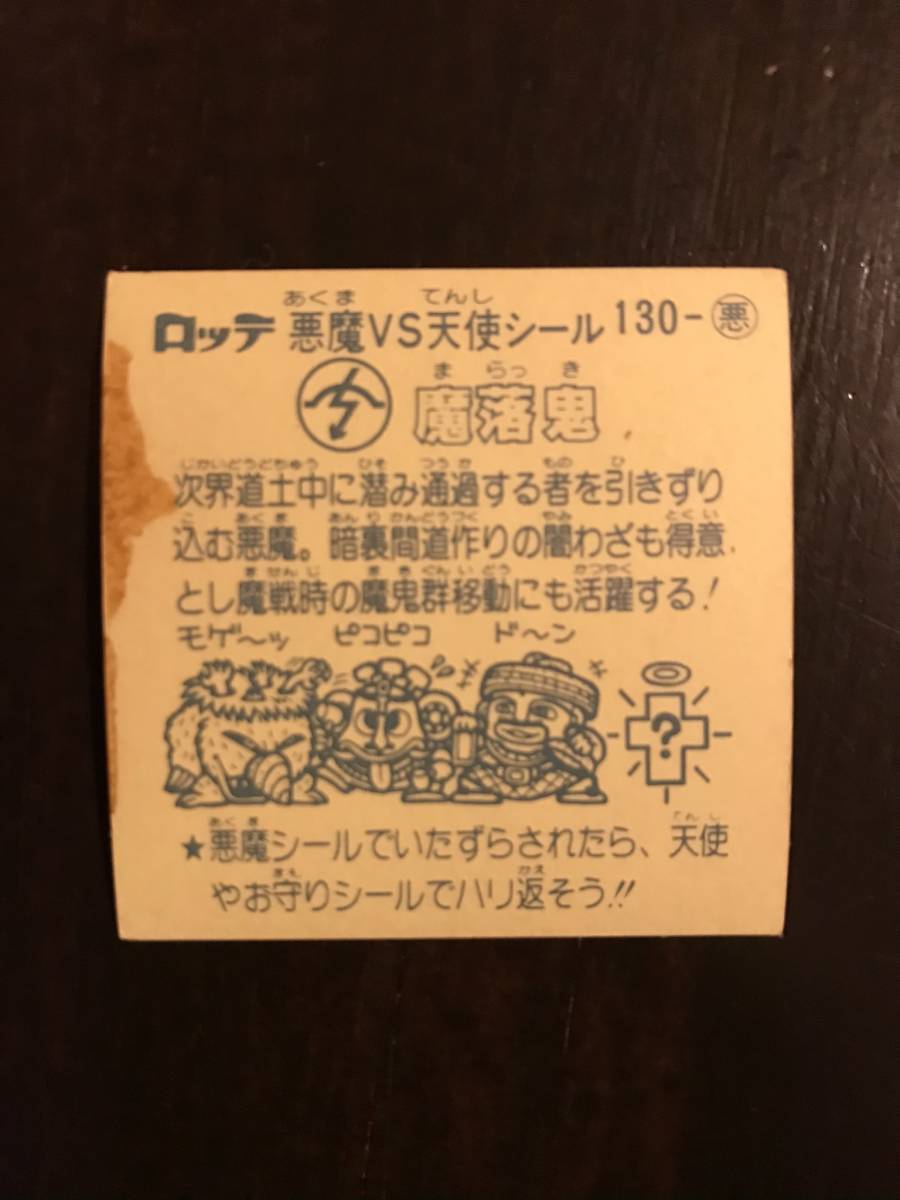 ロッテ 悪魔VS天使シール 130-悪
魔落鬼
次界道土中に潜み通過する者を引きずり
込む悪魔。暗裏間道作りの闇わざも得意
とし魔戦時の魔鬼群移動にも活躍する!
モゲ〜ッ ピコピコ ド〜ン
?
★悪魔シールでいたずらされたら、天使
やお守りシールでハリ返そう!!